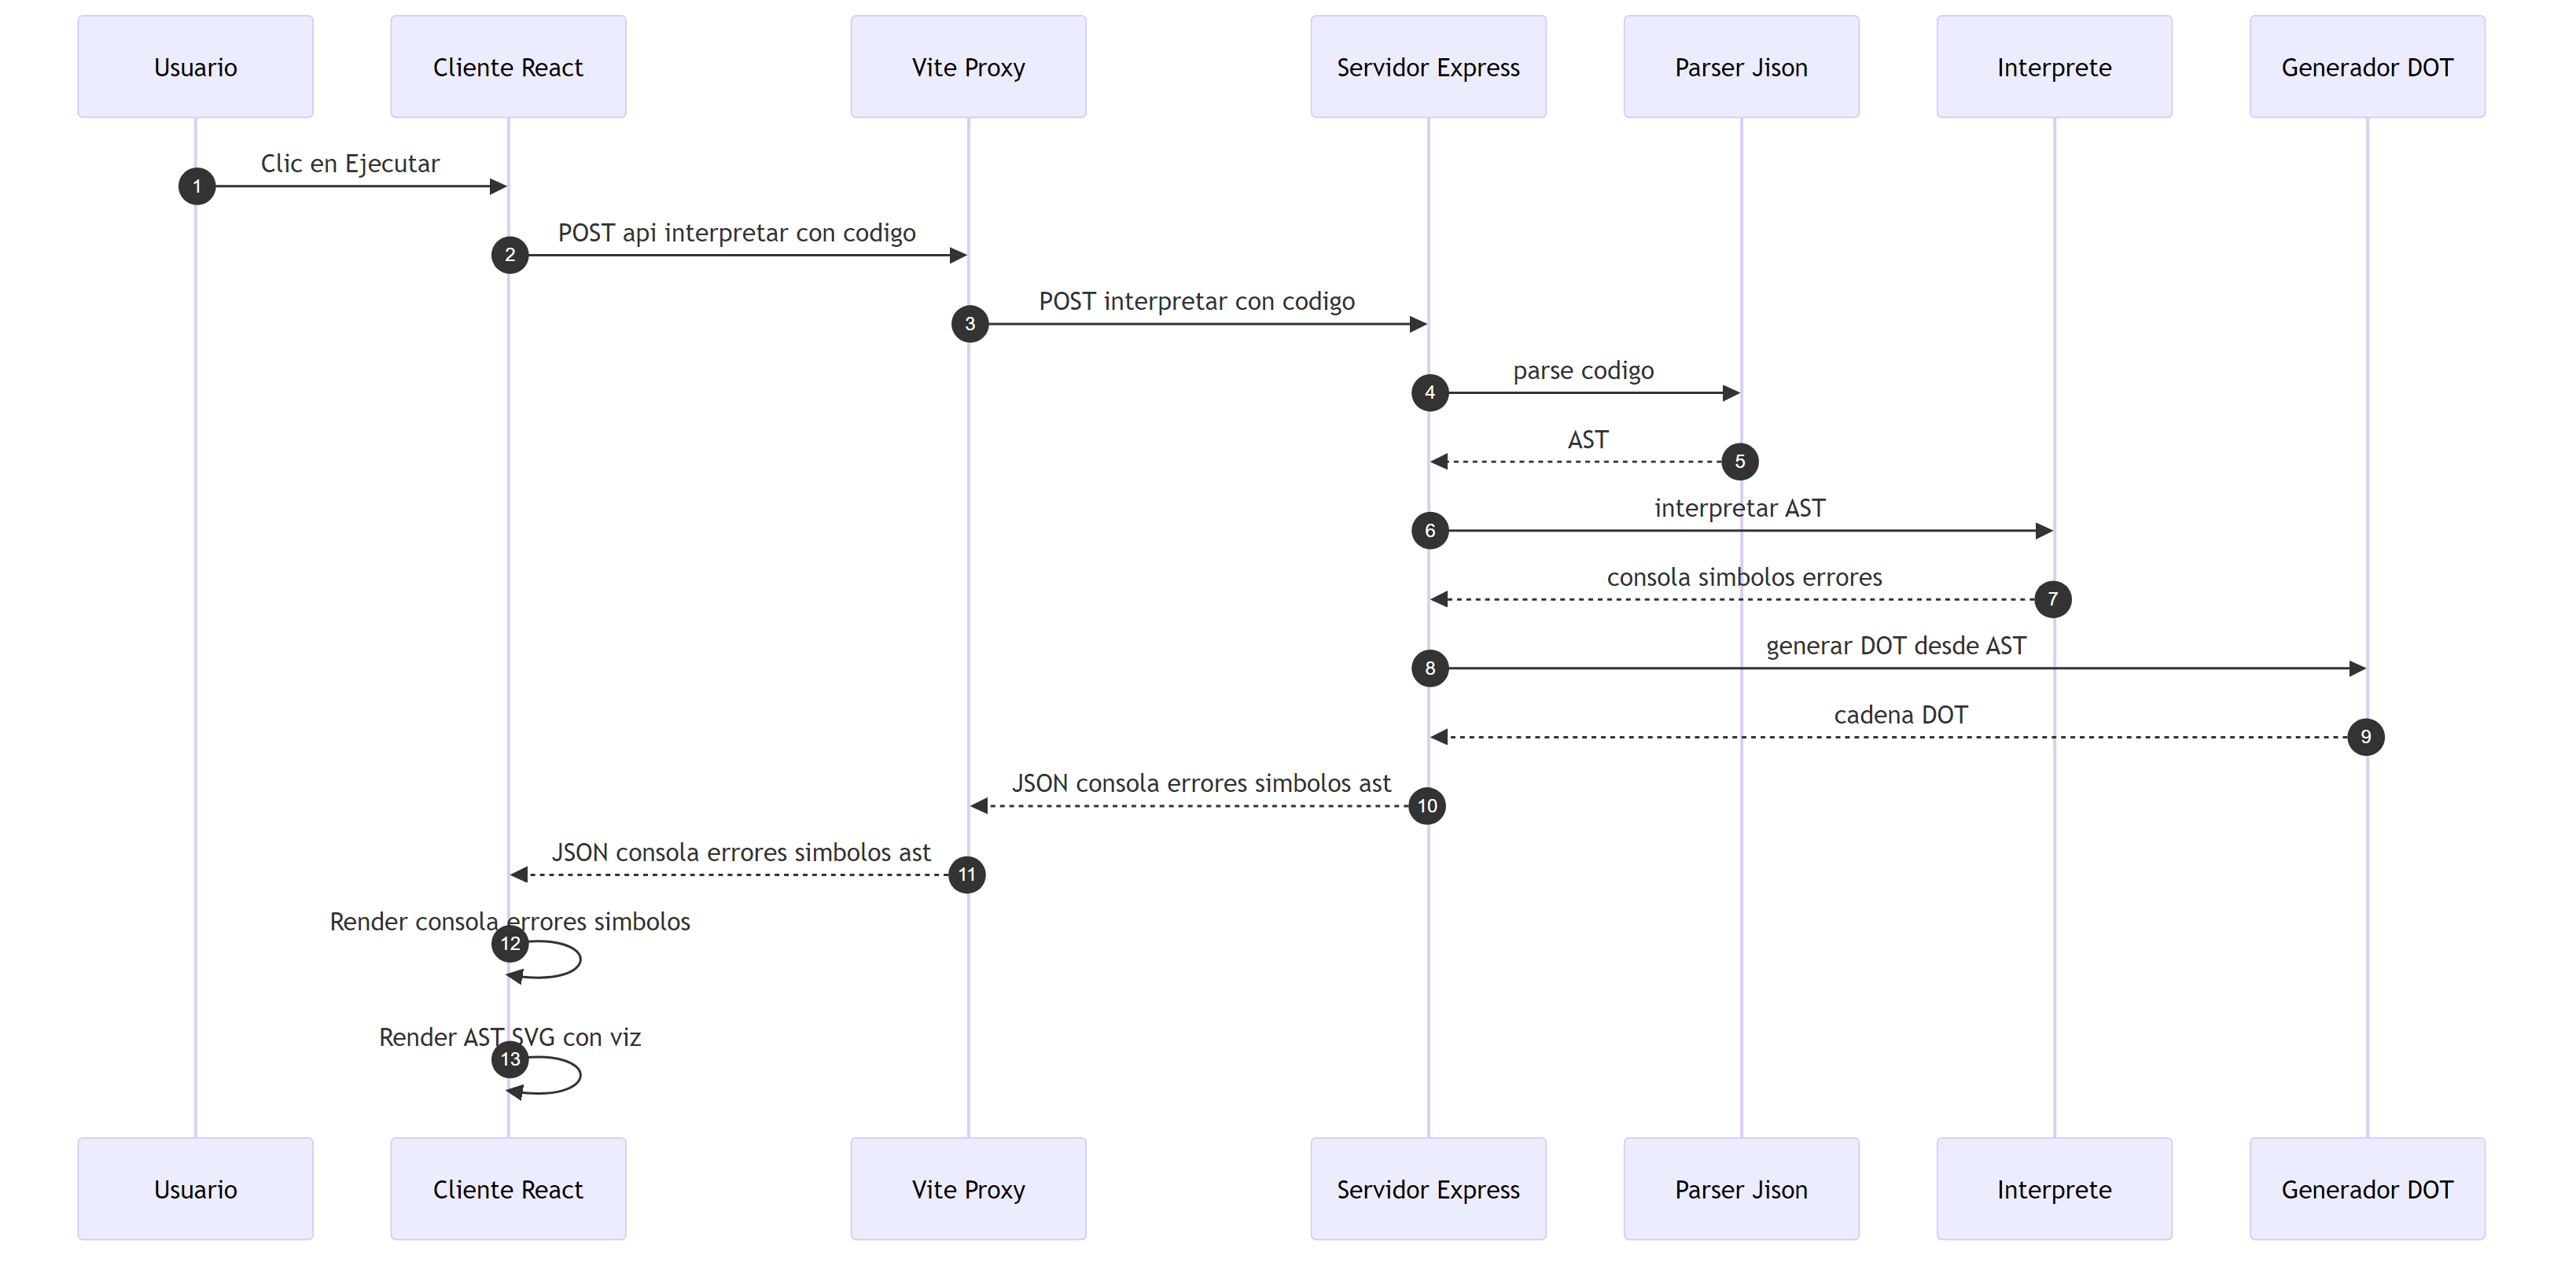 Usuario
Cliente React
Vite Proxy
Servidor Express
Parser Jison
Interprete
Generador DOT
Clic en Ejecutar
1
POST api interpretar con codigo
2
POST interpretar con codigo
3
parse codigo
4
AST
5
interpretar AST
6
consola simbolos errores
7
generar DOT desde AST
8
cadena DOT
9
JSON consola errores simbolos ast
10
JSON consola errores simbolos ast
11
Render consola errores simbolos
12
Render AST SVG con viz
13
Usuario
Cliente React
Vite Proxy
Servidor Express
Parser Jison
Interprete
Generador DOT